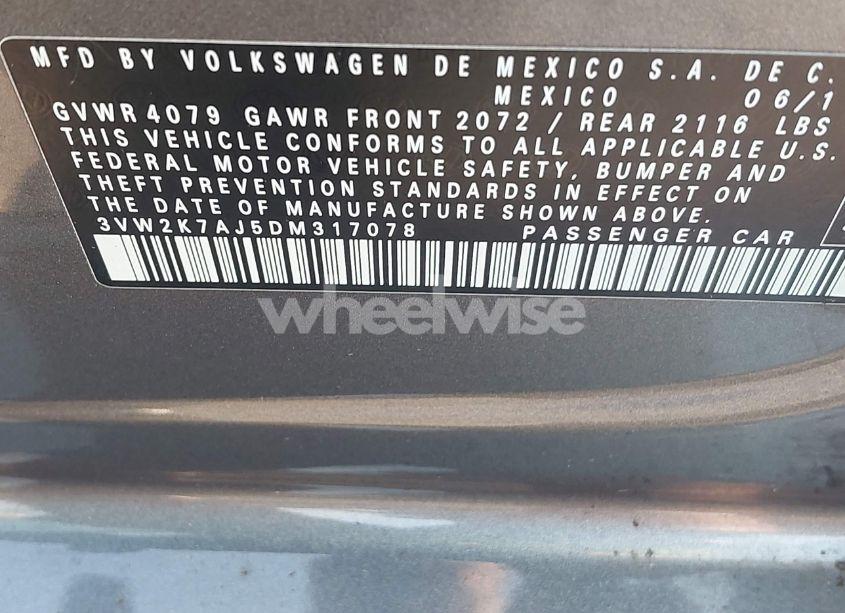 MFD BY VOLKSWAGEN DE MEXICO S.A. DE C.
MEXICO 06/1
GVWR 4079 GAWR FRONT 2072 / REAR 2116 LBS
THIS VEHICLE CONFORMS TO ALL APPLICABLE U.S.
FEDERAL MOTOR VEHICLE SAFETY, BUMPER AND
THEFT PREVENTION STANDARDS IN EFFECT ON
THE DATE OF MANUFACTURE SHOWN ABOVE.
3VW2K7AJ5DM317078 PASSENGER CAR
wheelwise